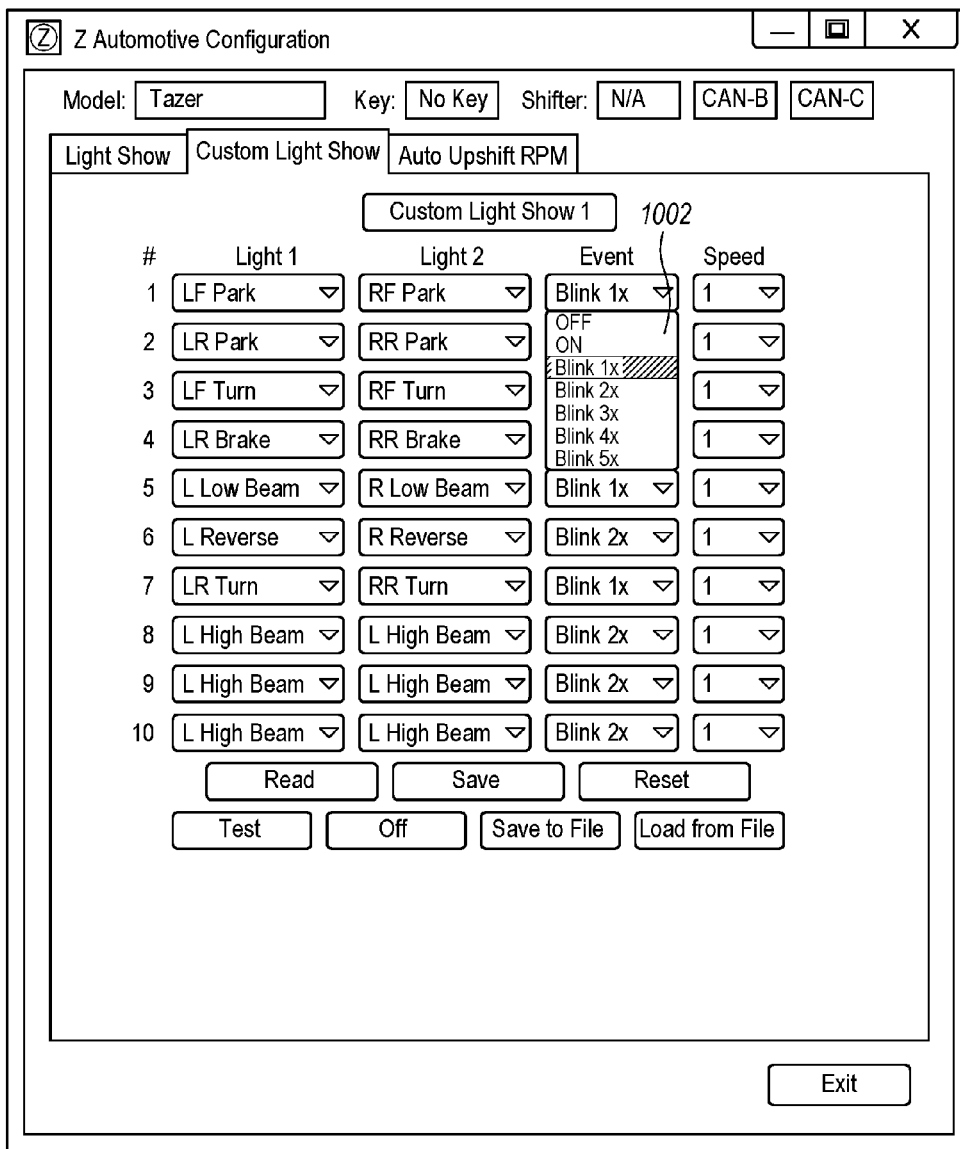 Z Z Automotive Configuration X
Model: Tazer Key: No Key Shifter: N/A CAN-B CAN-C
Light Show Custom Light Show Auto Upshift RPM
Custom Light Show 1 1002
# Light 1 Light 2 Event Speed
1 LF Park RF Park Blink 1x 1
OFF
2 LR Park RR Park ON 1
Blink 1x
3 LF Turn RF Turn Blink 2x 1
Blink 3x
4 LR Brake RR Brake Blink 4x 1
Blink 5x
5 L Low Beam R Low Beam Blink 1x 1
6 L Reverse R Reverse Blink 2x 1
7 LR Turn RR Turn Blink 1x 1
8 L High Beam L High Beam Blink 2x 1
9 L High Beam L High Beam Blink 2x 1
10 L High Beam L High Beam Blink 2x 1
Read Save Reset
Test Off Save to File Load from File
Exit